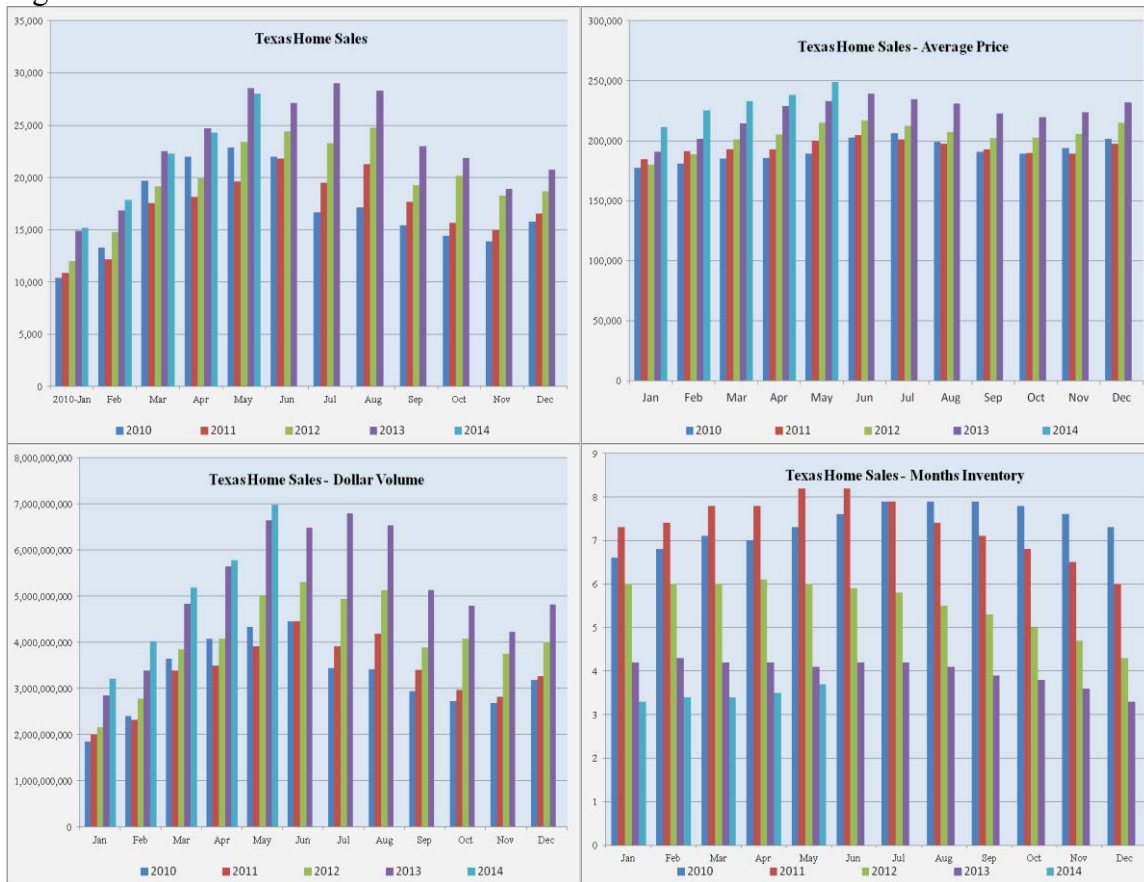 Texas Home Sales
35,000
30,000
25,000
20,000
15,000
10,000
5,000
0
2010-Jan Feb Mar Apr May Jun Jul Aug Sep Oct Nov Dec
2010 2011 2012 2013 2014
Texas Home Sales - Average Price
300,000
250,000
200,000
150,000
100,000
50,000
0
Jan Feb Mar Apr May Jun Jul Aug Sep Oct Nov Dec
2010 2011 2012 2013 2014
Texas Home Sales - Dollar Volume
8,000,000,000
7,000,000,000
6,000,000,000
5,000,000,000
4,000,000,000
3,000,000,000
2,000,000,000
1,000,000,000
0
Jan Feb Mar Apr May Jun Jul Aug Sep Oct Nov Dec
2010 2011 2012 2013 2014
Texas Home Sales - Months Inventory
9
8
7
6
5
4
3
2
1
0
Jan Feb Mar Apr May Jun Jul Aug Sep Oct Nov Dec
2010 2011 2012 2013 2014